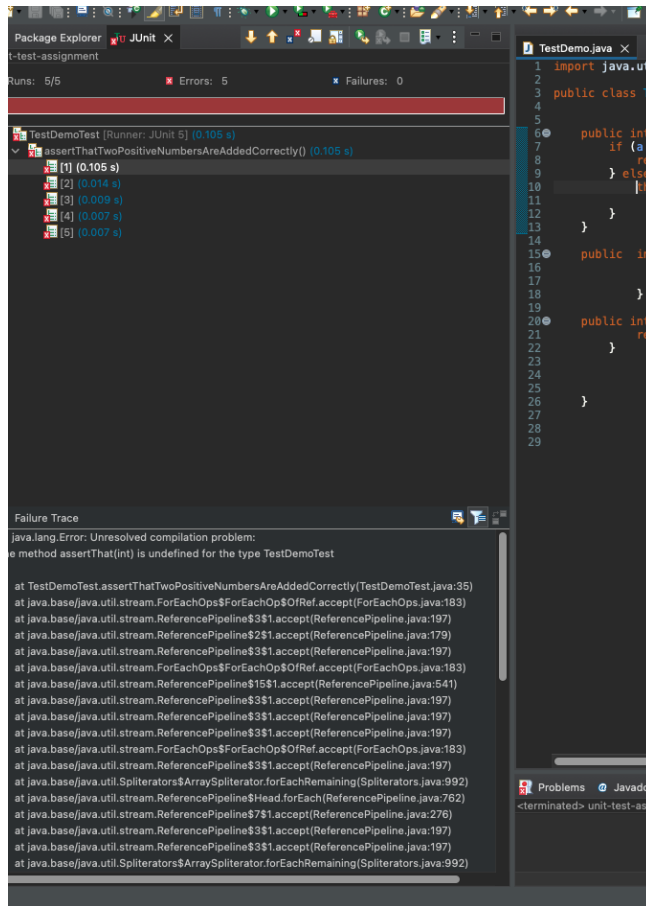 Package Explorer JUnit
t-test-assignment
Runs: 5/5 Errors: 5 Failures: 0
TestDemoTest [Runner: JUnit 5] (0.105 s)
assertThatTwoPositiveNumbersAreAddedCorrectly() (0.105 s)
[1] (0.105 s)
[2] (0.014 s)
[3] (0.009 s)
[4] (0.007 s)
[5] (0.007 s)
Failure Trace
java.lang.Error: Unresolved compilation problem:
e method assertThat(int) is undefined for the type TestDemoTest
at TestDemoTest.assertThatTwoPositiveNumbersAreAddedCorrectly(TestDemoTest.java:35)
at java.base/java.util.stream.ForEachOps$ForEachOp$OfRef.accept(ForEachOps.java:183)
at java.base/java.util.stream.ReferencePipeline$3$1.accept(ReferencePipeline.java:197)
at java.base/java.util.stream.ReferencePipeline$2$1.accept(ReferencePipeline.java:179)
at java.base/java.util.stream.ReferencePipeline$3$1.accept(ReferencePipeline.java:197)
at java.base/java.util.stream.ForEachOps$ForEachOp$OfRef.accept(ForEachOps.java:183)
at java.base/java.util.stream.ReferencePipeline$15$1.accept(ReferencePipeline.java:541)
at java.base/java.util.stream.ReferencePipeline$3$1.accept(ReferencePipeline.java:197)
at java.base/java.util.stream.ReferencePipeline$3$1.accept(ReferencePipeline.java:197)
at java.base/java.util.stream.ReferencePipeline$3$1.accept(ReferencePipeline.java:197)
at java.base/java.util.stream.ForEachOps$ForEachOp$OfRef.accept(ForEachOps.java:183)
at java.base/java.util.stream.ReferencePipeline$3$1.accept(ReferencePipeline.java:197)
at java.base/java.util.Spliterators$ArraySpliterator.forEachRemaining(Spliterators.java:992)
at java.base/java.util.stream.ReferencePipeline$Head.forEach(ReferencePipeline.java:762)
at java.base/java.util.stream.ReferencePipeline$7$1.accept(ReferencePipeline.java:276)
at java.base/java.util.stream.ReferencePipeline$3$1.accept(ReferencePipeline.java:197)
at java.base/java.util.stream.ReferencePipeline$3$1.accept(ReferencePipeline.java:197)
at java.base/java.util.Spliterators$ArraySpliterator.forEachRemaining(Spliterators.java:992)
TestDemo.java
1 import java.ut
2
3 public class
4
5
6 public int
7 if (a
8 re
9 } else
10 th
11
12 }
13 }
14
15 public in
16
17
18 }
19
20 public int
21 re
22 }
23
24
25
26 }
27
28
29
Problems Javado
<terminated> unit-test-as